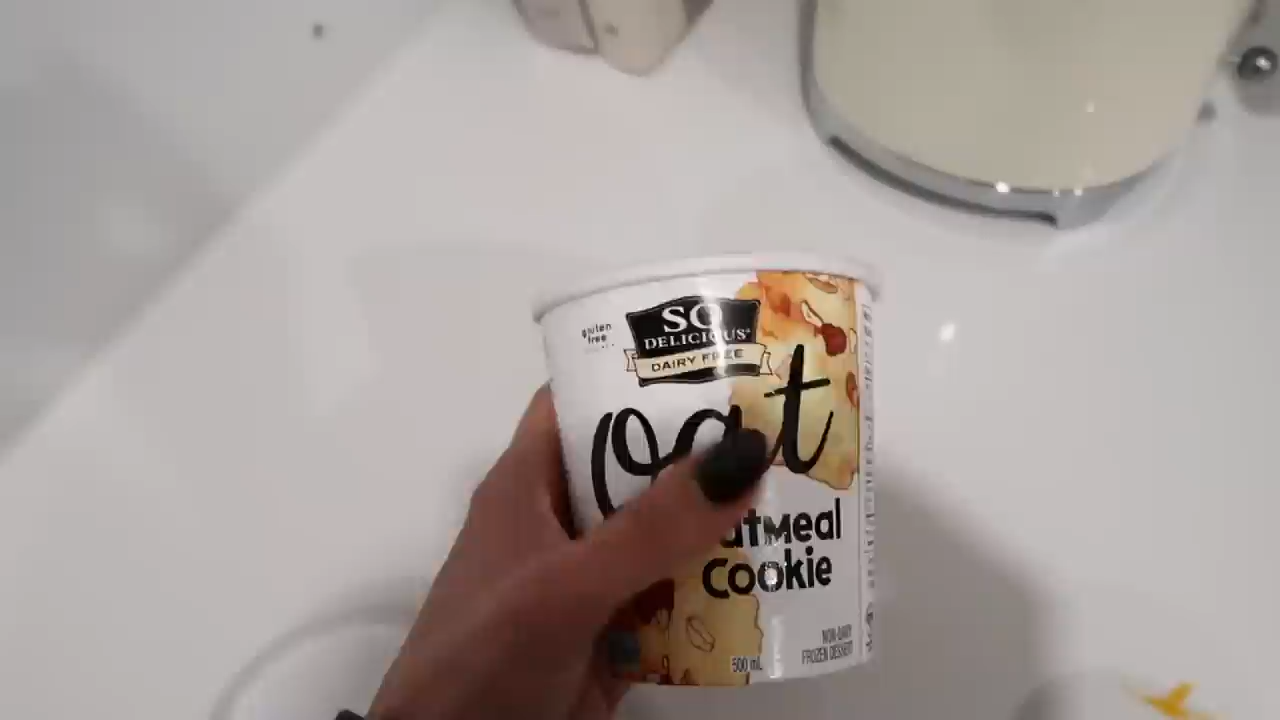 gluten
free
SO
DELICIOUS
DAIRY FREE
Oat
atmeal
cookie
NON-DAIRY
FROZEN DESSERT
500 mL